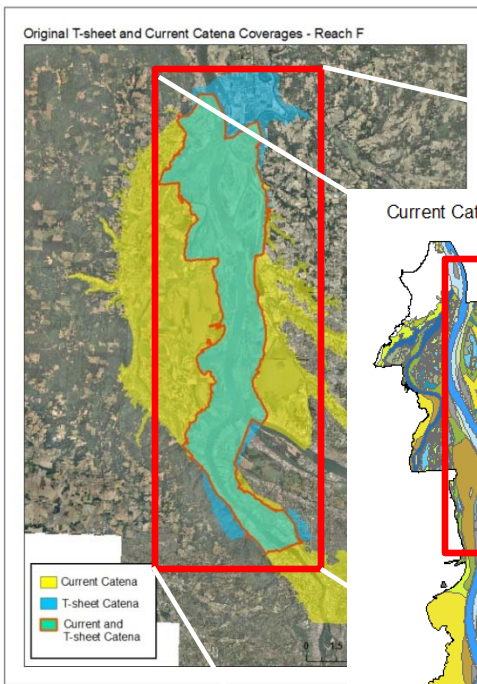 Original T-sheet and Current Catena Coverages - Reach F
Current
Current Catena
T-sheet Catena
Current and
T-sheet Catena
0 1.5